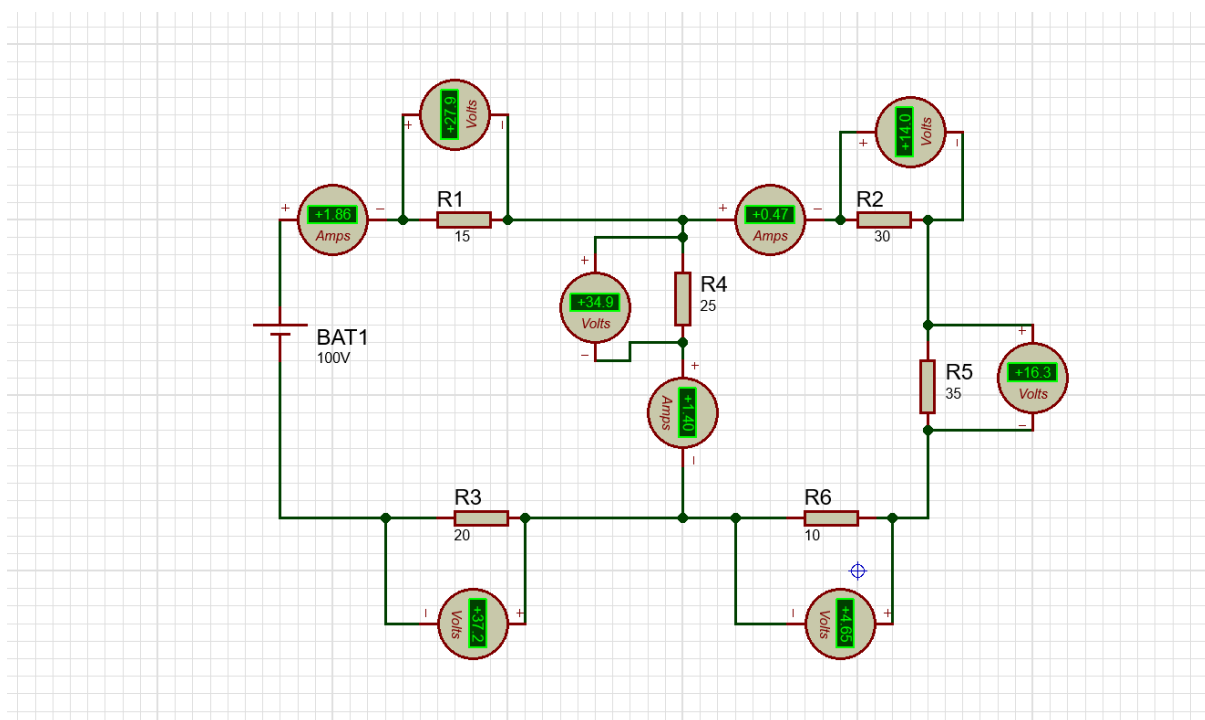 +27.9
Volts
+14.0
Volts
R1
15
R2
30
+1.86
Amps
+0.47
Amps
R4
25
+34.9
Volts
BAT1
100V
R5
35
+16.3
Volts
+1.40
Amps
R3
20
R6
10
+37.2
Volts
+4.65
Volts